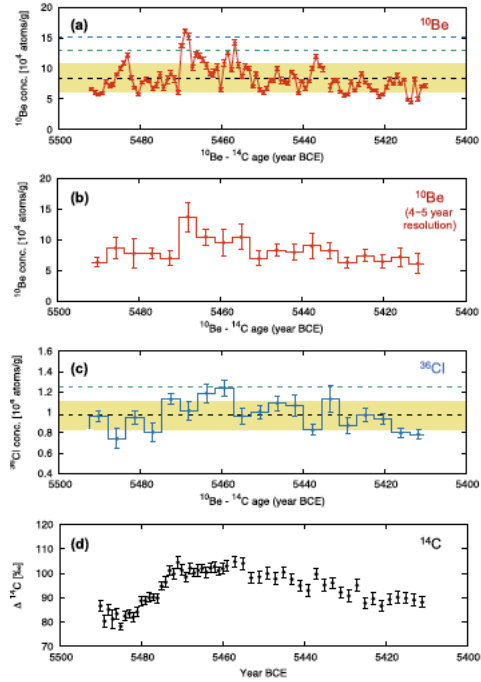 (a)
¹⁰Be
¹⁰Be conc. [10⁴ atoms/g]
20
15
10
5
0
5500
5480
5460
5440
5420
5400
¹⁰Be - ¹⁴C age (year BCE)
(b)
¹⁰Be
(4–5 year
resolution)
¹⁰Be conc. [10⁴ atoms/g]
20
15
10
5
0
5500
5480
5460
5440
5420
5400
¹⁰Be - ¹⁴C age (year BCE)
(c)
³⁶Cl
³⁶Cl conc. [10⁶ atoms/g]
1.6
1.4
1.2
1
0.8
0.6
0.4
5500
5480
5460
5440
5420
5400
¹⁰Be - ¹⁴C age (year BCE)
(d)
¹⁴C
Δ ¹⁴C [‰]
120
110
100
90
80
70
5500
5480
5460
5440
5420
5400
Year BCE